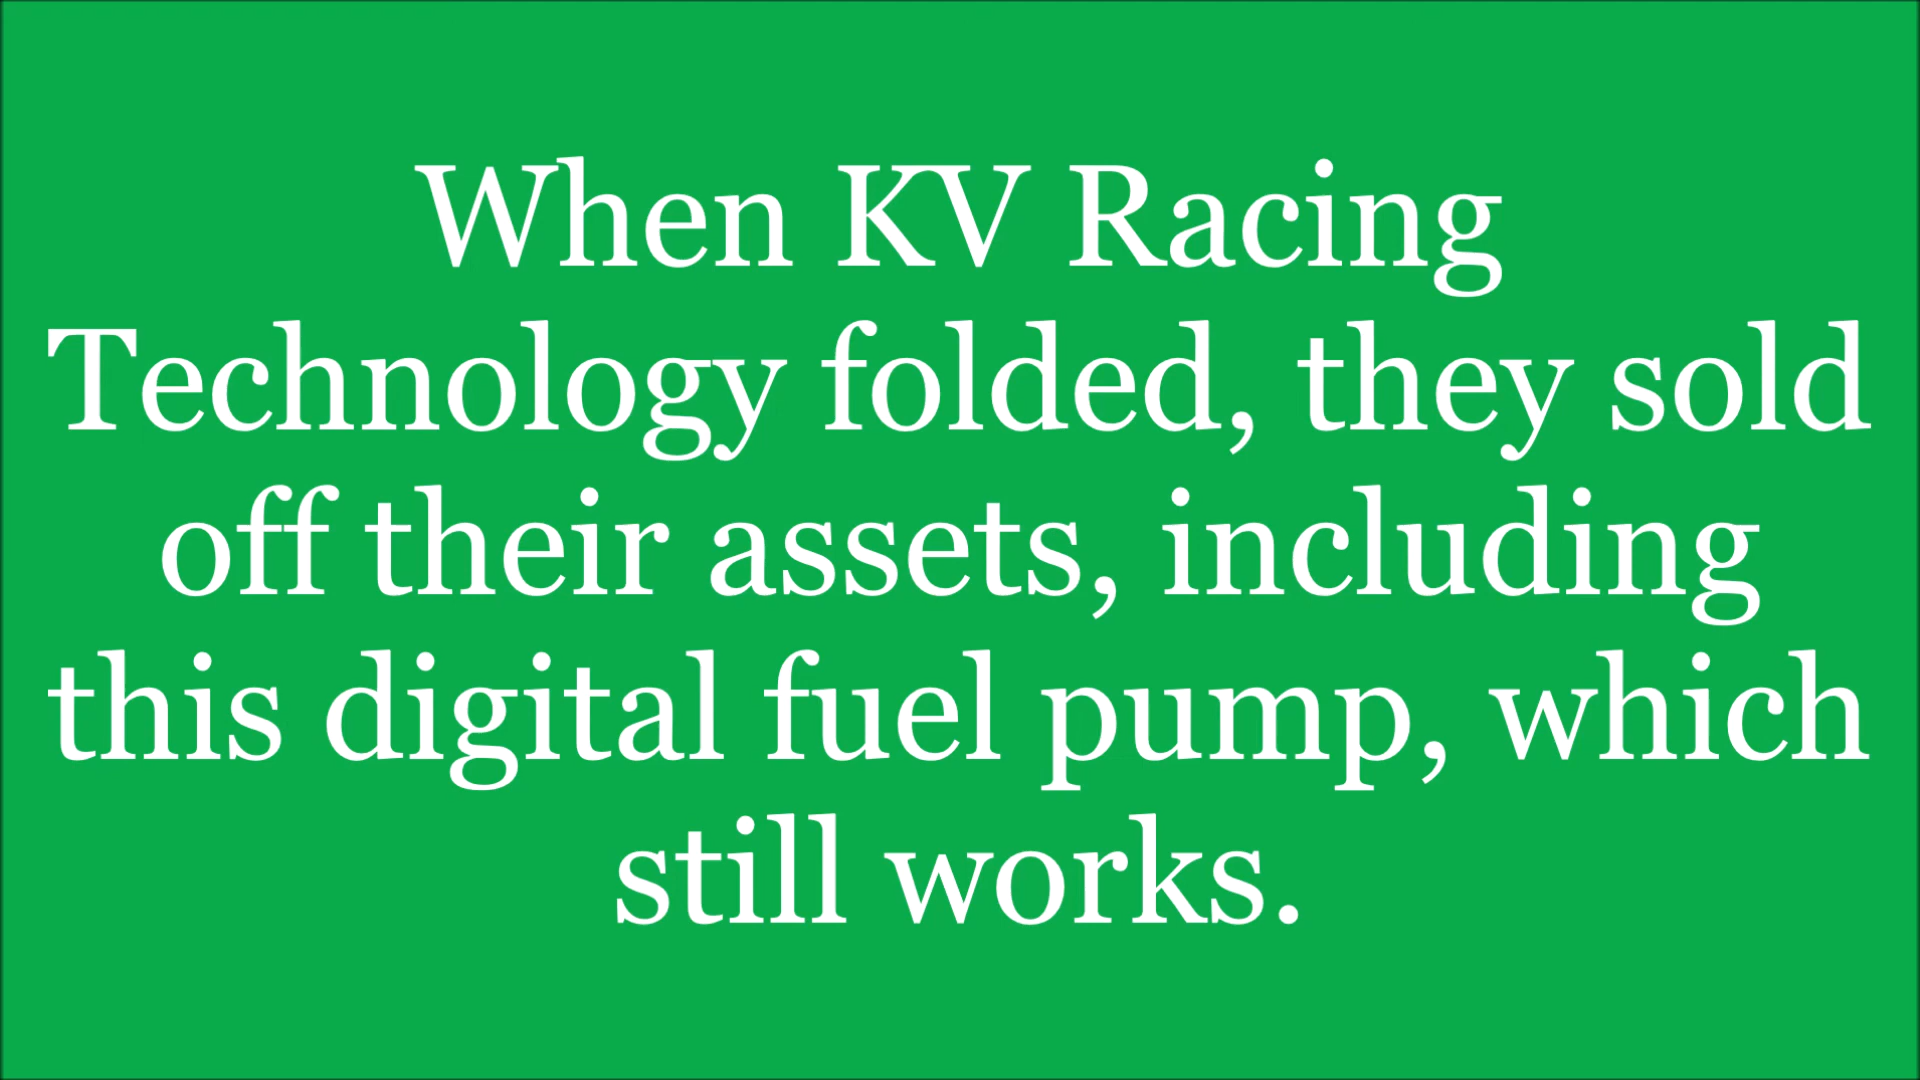 When KV Racing
Technology folded, they sold
off their assets, including
this digital fuel pump, which
still works.